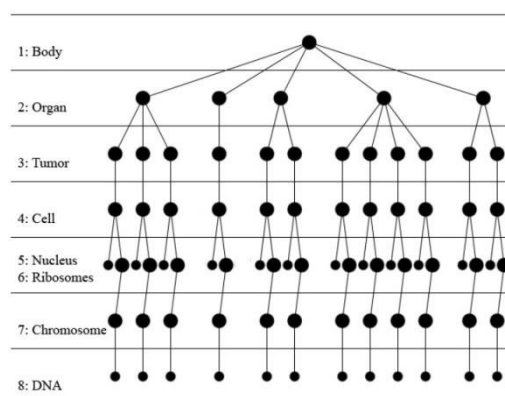 1: Body
2: Organ
3: Tumor
4: Cell
5: Nucleus
6: Ribosomes
7: Chromosome
8: DNA